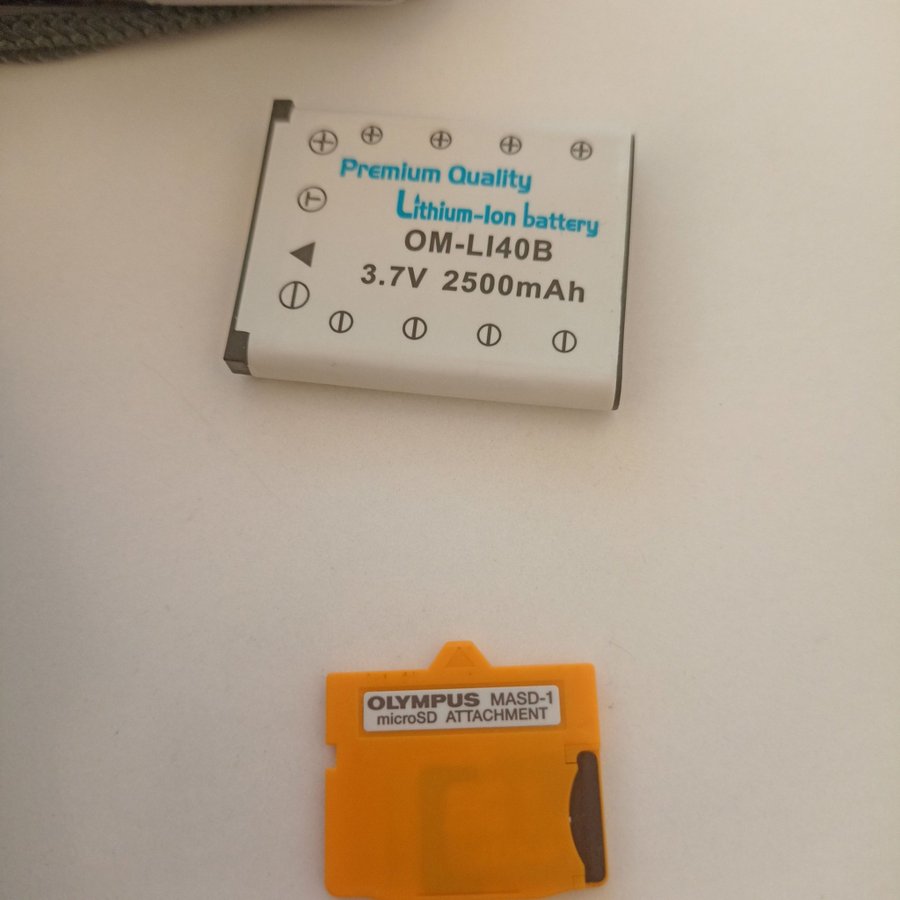 Premium Quality
Lithium-Ion battery
OM-LI40B
3.7V 2500mAh
OLYMPUS MASD-1
microSD ATTACHMENT